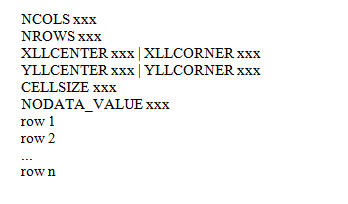 NCOLS xxx
NROWS xxx
XLLCENTER xxx | XLLCORNER xxx
YLLCENTER xxx | YLLCORNER xxx
CELLSIZE xxx
NODATA_VALUE xxx
row 1
row 2
...
row n